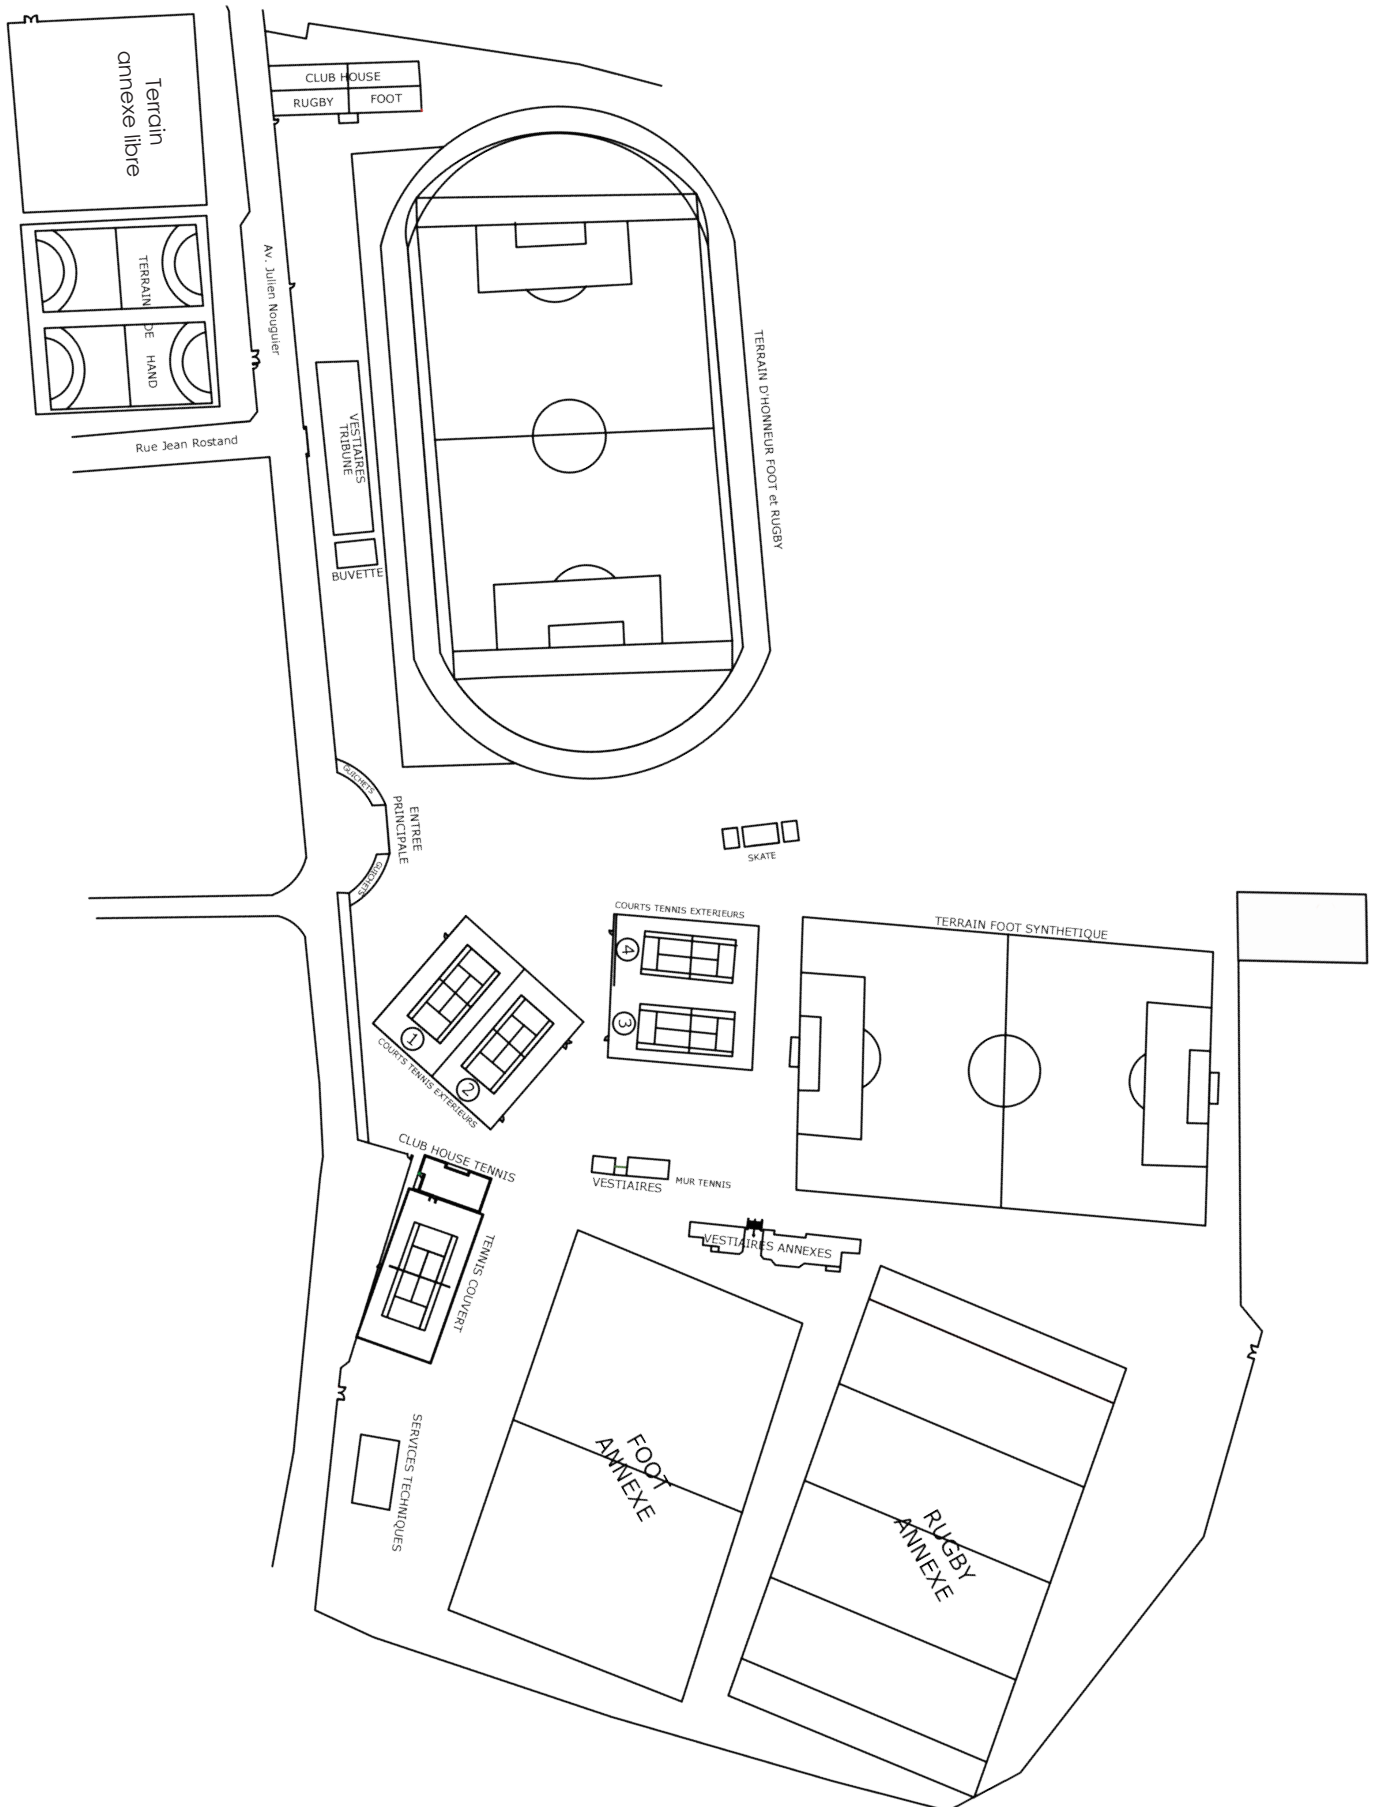 Terrain
annexe libre
CLUB HOUSE
RUGBY
FOOT
Av. Julien Nouguier
TERRAIN DE HAND
Rue Jean Rostand
VESTIAIRES
TRIBUNE
BUVETTE
TERRAIN D'HONNEUR FOOT et RUGBY
GUICHETS
ENTREE
PRINCIPALE
GUICHETS
SKATE
COURTS TENNIS EXTERIEURS
4
3
TERRAIN FOOT SYNTHETIQUE
1
2
COURTS TENNIS EXTERIEURS
CLUB HOUSE TENNIS
VESTIAIRES
MUR TENNIS
VESTIAIRES ANNEXES
TENNIS COUVERT
SERVICES TECHNIQUES
FOOT
ANNEXE
RUGBY
ANNEXE